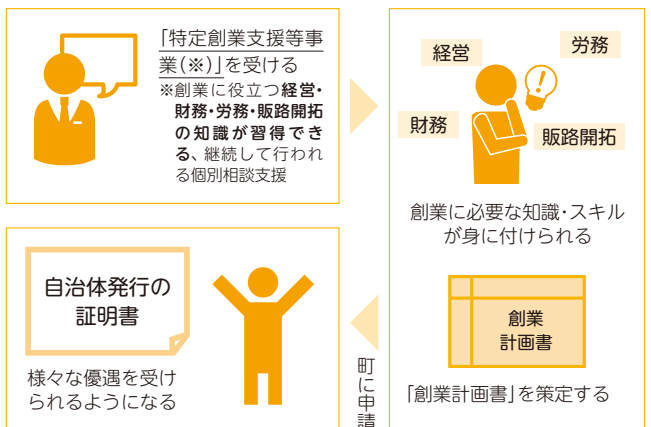 「特定創業支援等事
業(※)」を受ける
※創業に役立つ経営・
財務・労務・販路開拓
の知識が習得でき
る、継続して行われ
る個別相談支援
経営
労務
財務
販路開拓
創業に必要な知識・スキル
が身に付けられる
創業
計画書
「創業計画書」を策定する
町に申請
自治体発行の
証明書
様々な優遇を受け
られるようになる